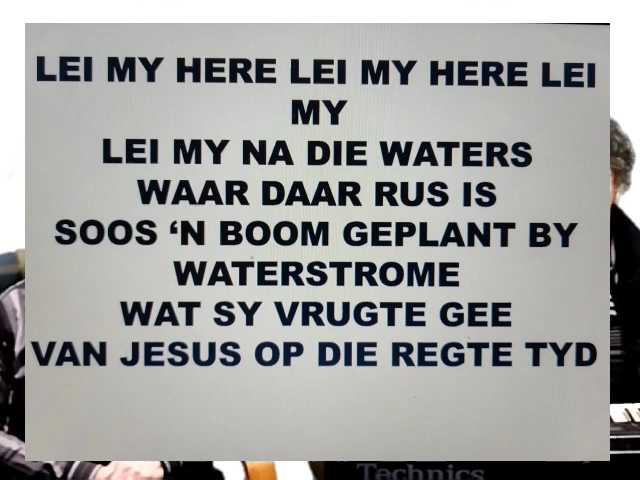 LEI MY HERE LEI MY HERE LEI
MY
LEI MY NA DIE WATERS
WAAR DAAR RUS IS
SOOS ‘N BOOM GEPLANT BY
WATERSTROME
WAT SY VRUGTE GEE
VAN JESUS OP DIE REGTE TYD
Technics